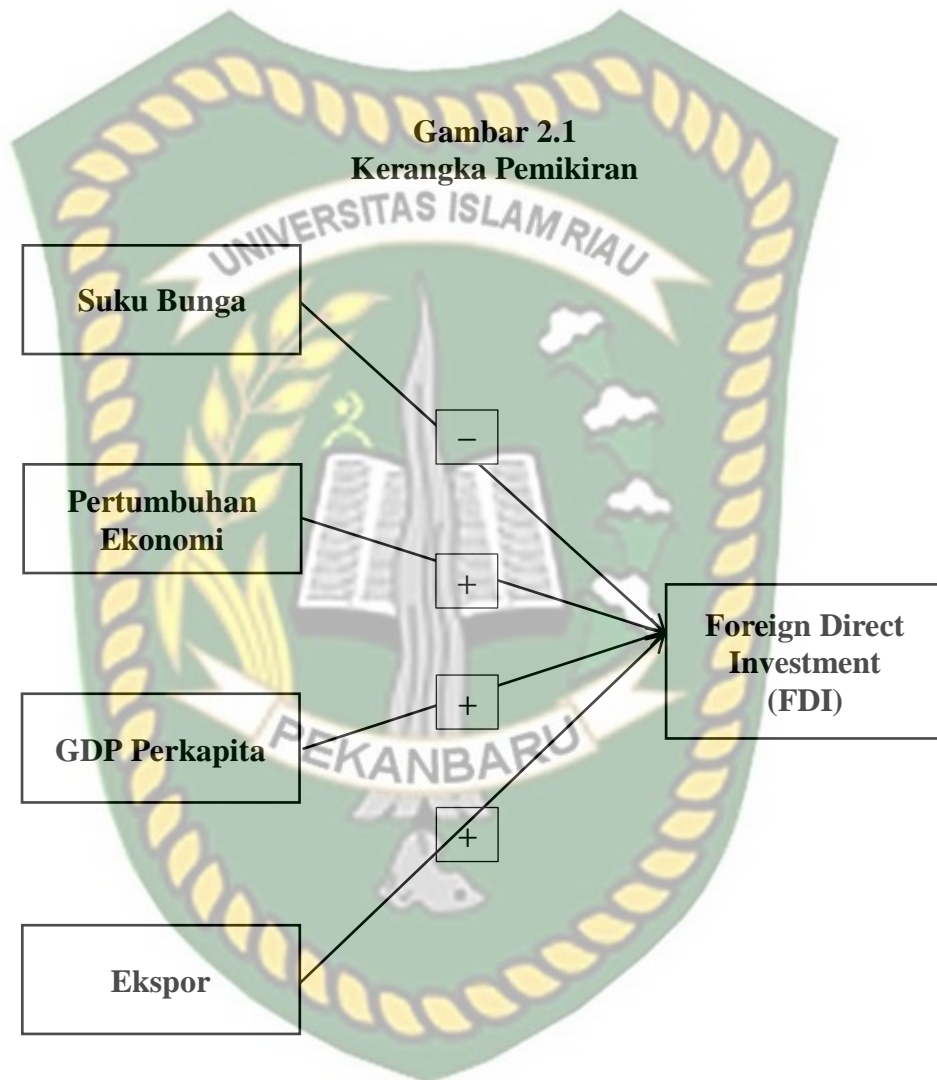 Gambar 2.1
Kerangka Pemikiran
UNIVERSITAS ISLAM RIAU
Suku Bunga
−
Pertumbuhan
Ekonomi
+
Foreign Direct
Investment
(FDI)
+
GDP Perkapita
PEKANBARU
+
Ekspor